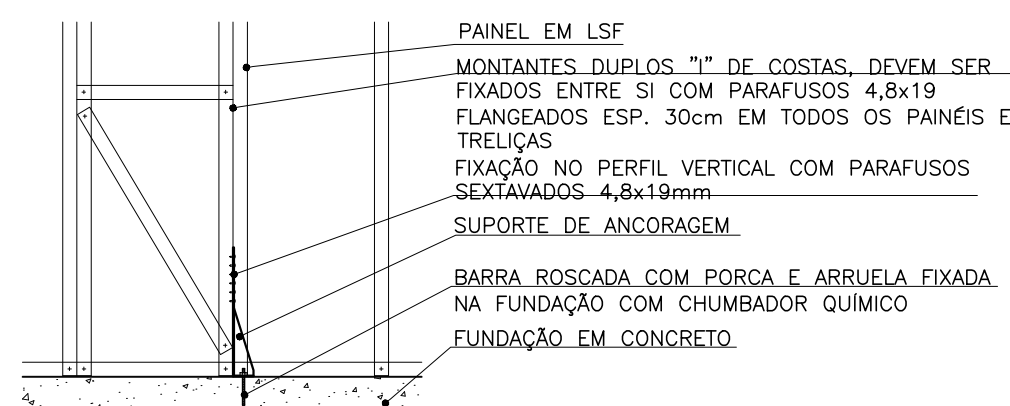 PAINEL EM LSF
MONTANTES DUPLOS "I" DE COSTAS, DEVEM SER
FIXADOS ENTRE SI COM PARAFUSOS 4,8x19
FLANGEADOS ESP. 30cm EM TODOS OS PAINÉIS E
TRELIÇAS
FIXAÇÃO NO PERFIL VERTICAL COM PARAFUSOS
SEXTAVADOS 4,8x19mm
SUPORTE DE ANCORAGEM
BARRA ROSCADA COM PORCA E ARRUELA FIXADA
NA FUNDAÇÃO COM CHUMBADOR QUÍMICO
FUNDAÇÃO EM CONCRETO